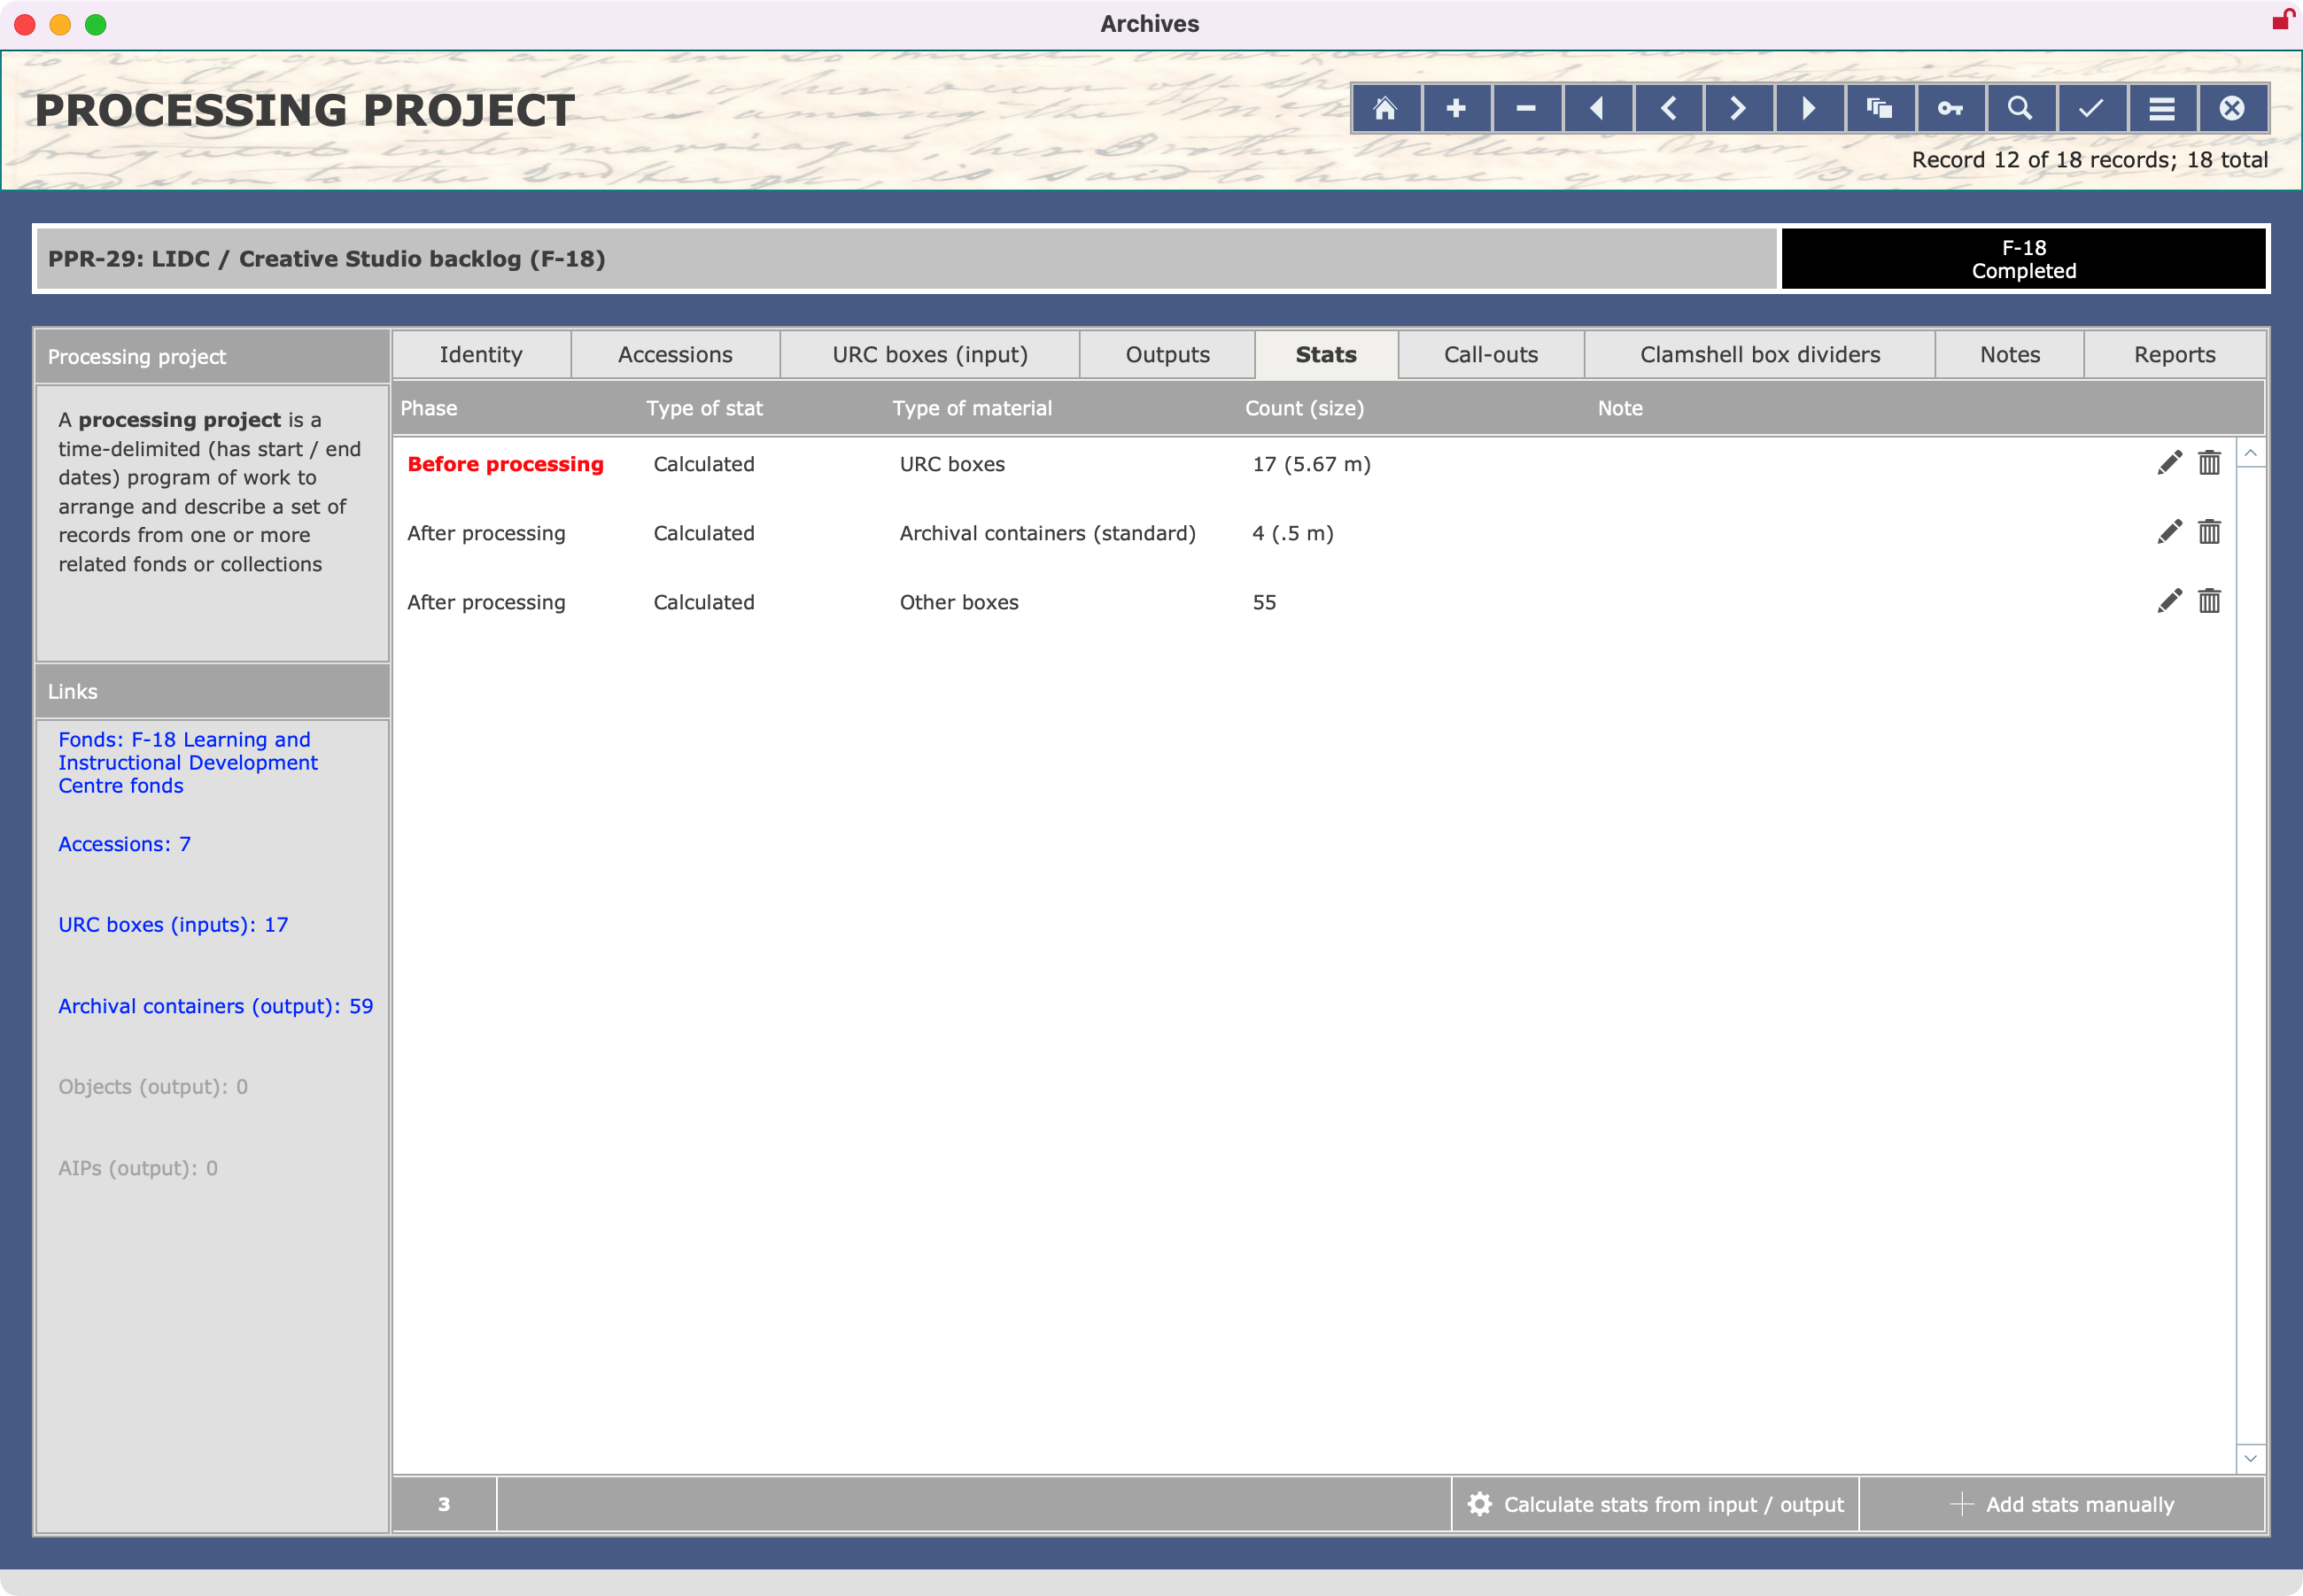 Archives
PROCESSING PROJECT
Record 12 of 18 records; 18 total
PPR-29: LIDC / Creative Studio backlog (F-18)
F-18
Completed
Processing project
A processing project is a
time-delimited (has start / end
dates) program of work to
arrange and describe a set of
records from one or more
related fonds or collections
Links
Fonds: F-18 Learning and
Instructional Development
Centre fonds
Accessions: 7
URC boxes (inputs): 17
Archival containers (output): 59
Objects (output): 0
AIPs (output): 0
Identity Accessions URC boxes (input) Outputs Stats Call-outs Clamshell box dividers Notes Reports
Phase Type of stat Type of material Count (size) Note
Before processing Calculated URC boxes 17 (5.67 m)
After processing Calculated Archival containers (standard) 4 (.5 m)
After processing Calculated Other boxes 55
3 Calculate stats from input / output Add stats manually